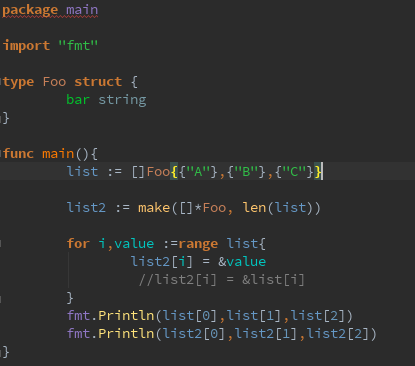 package main
import "fmt"
type Foo struct {
bar string
}
func main(){
list := []Foo{{"A"},{"B"},{"C"}}
list2 := make([]*Foo, len(list))
for i,value :=range list{
list2[i] = &value
//list2[i] = &list[i]
}
fmt.Println(list[0],list[1],list[2])
fmt.Println(list2[0],list2[1],list2[2])
}